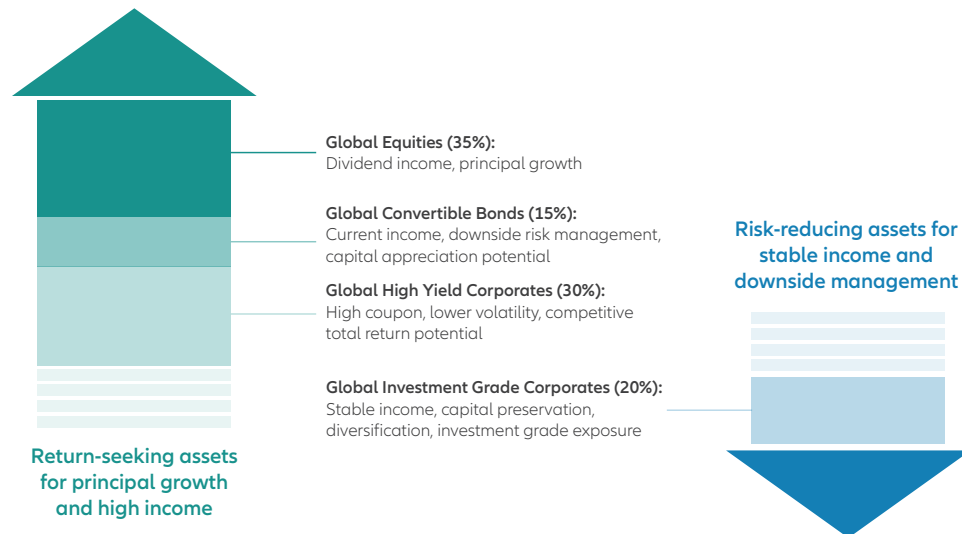 Global Equities (35%):
Dividend income, principal growth
Global Convertible Bonds (15%):
Current income, downside risk management,
capital appreciation potential
Global High Yield Corporates (30%):
High coupon, lower volatility, competitive
total return potential
Global Investment Grade Corporates (20%):
Stable income, capital preservation,
diversification, investment grade exposure
Return-seeking assets
for principal growth
and high income
Risk-reducing assets for
stable income and
downside management